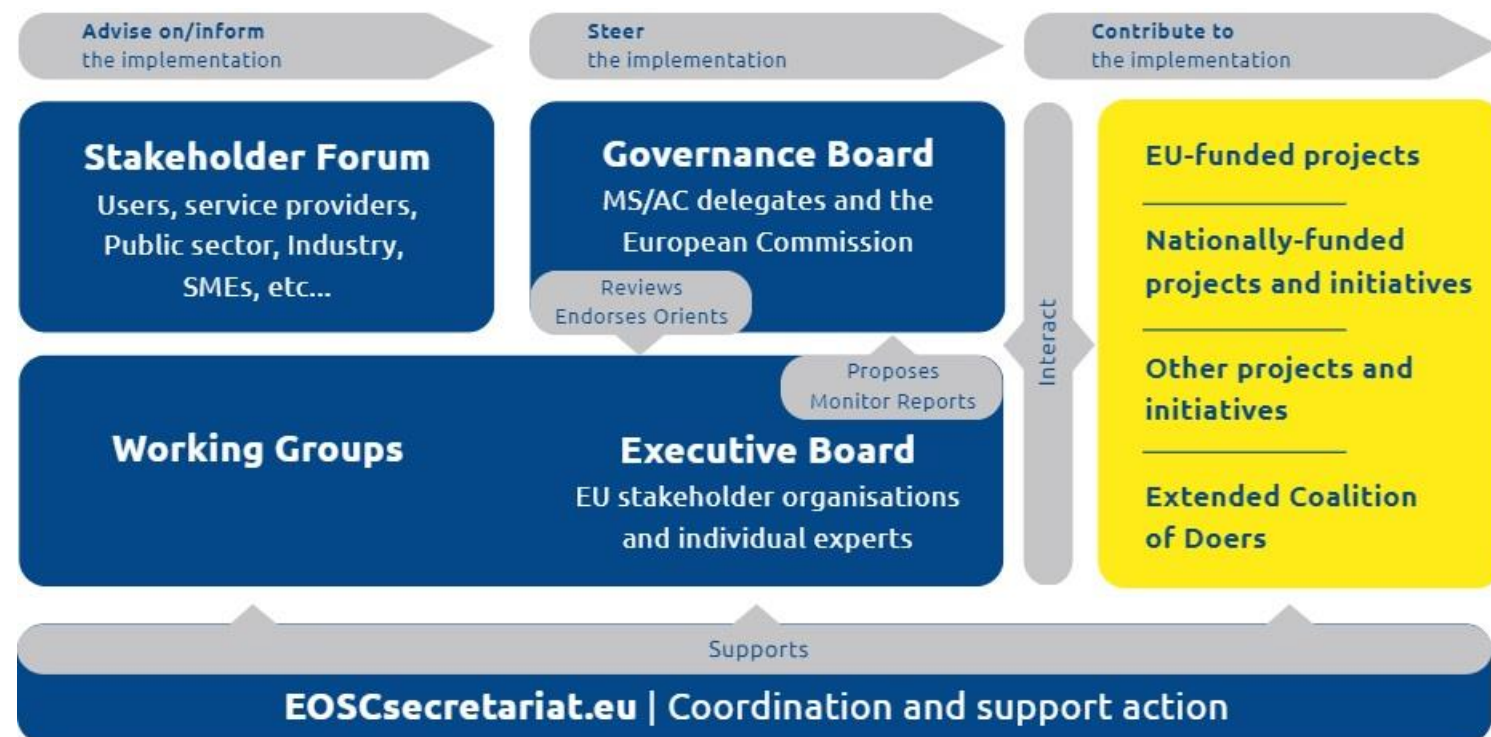 Advise on/inform
the implementation
Steer
the implementation
Contribute to
the implementation
Stakeholder Forum
Users, service providers,
Public sector, Industry,
SMEs, etc...
Governance Board
MS/AC delegates and the
European Commission
Reviews
Endorses Orients
Proposes
Monitor Reports
Working Groups
Executive Board
EU stakeholder organisations
and individual experts
Interact
EU-funded projects
Nationally-funded
projects and initiatives
Other projects and
initiatives
Extended Coalition
of Doers
Supports
EOSCsecretariat.eu | Coordination and support action